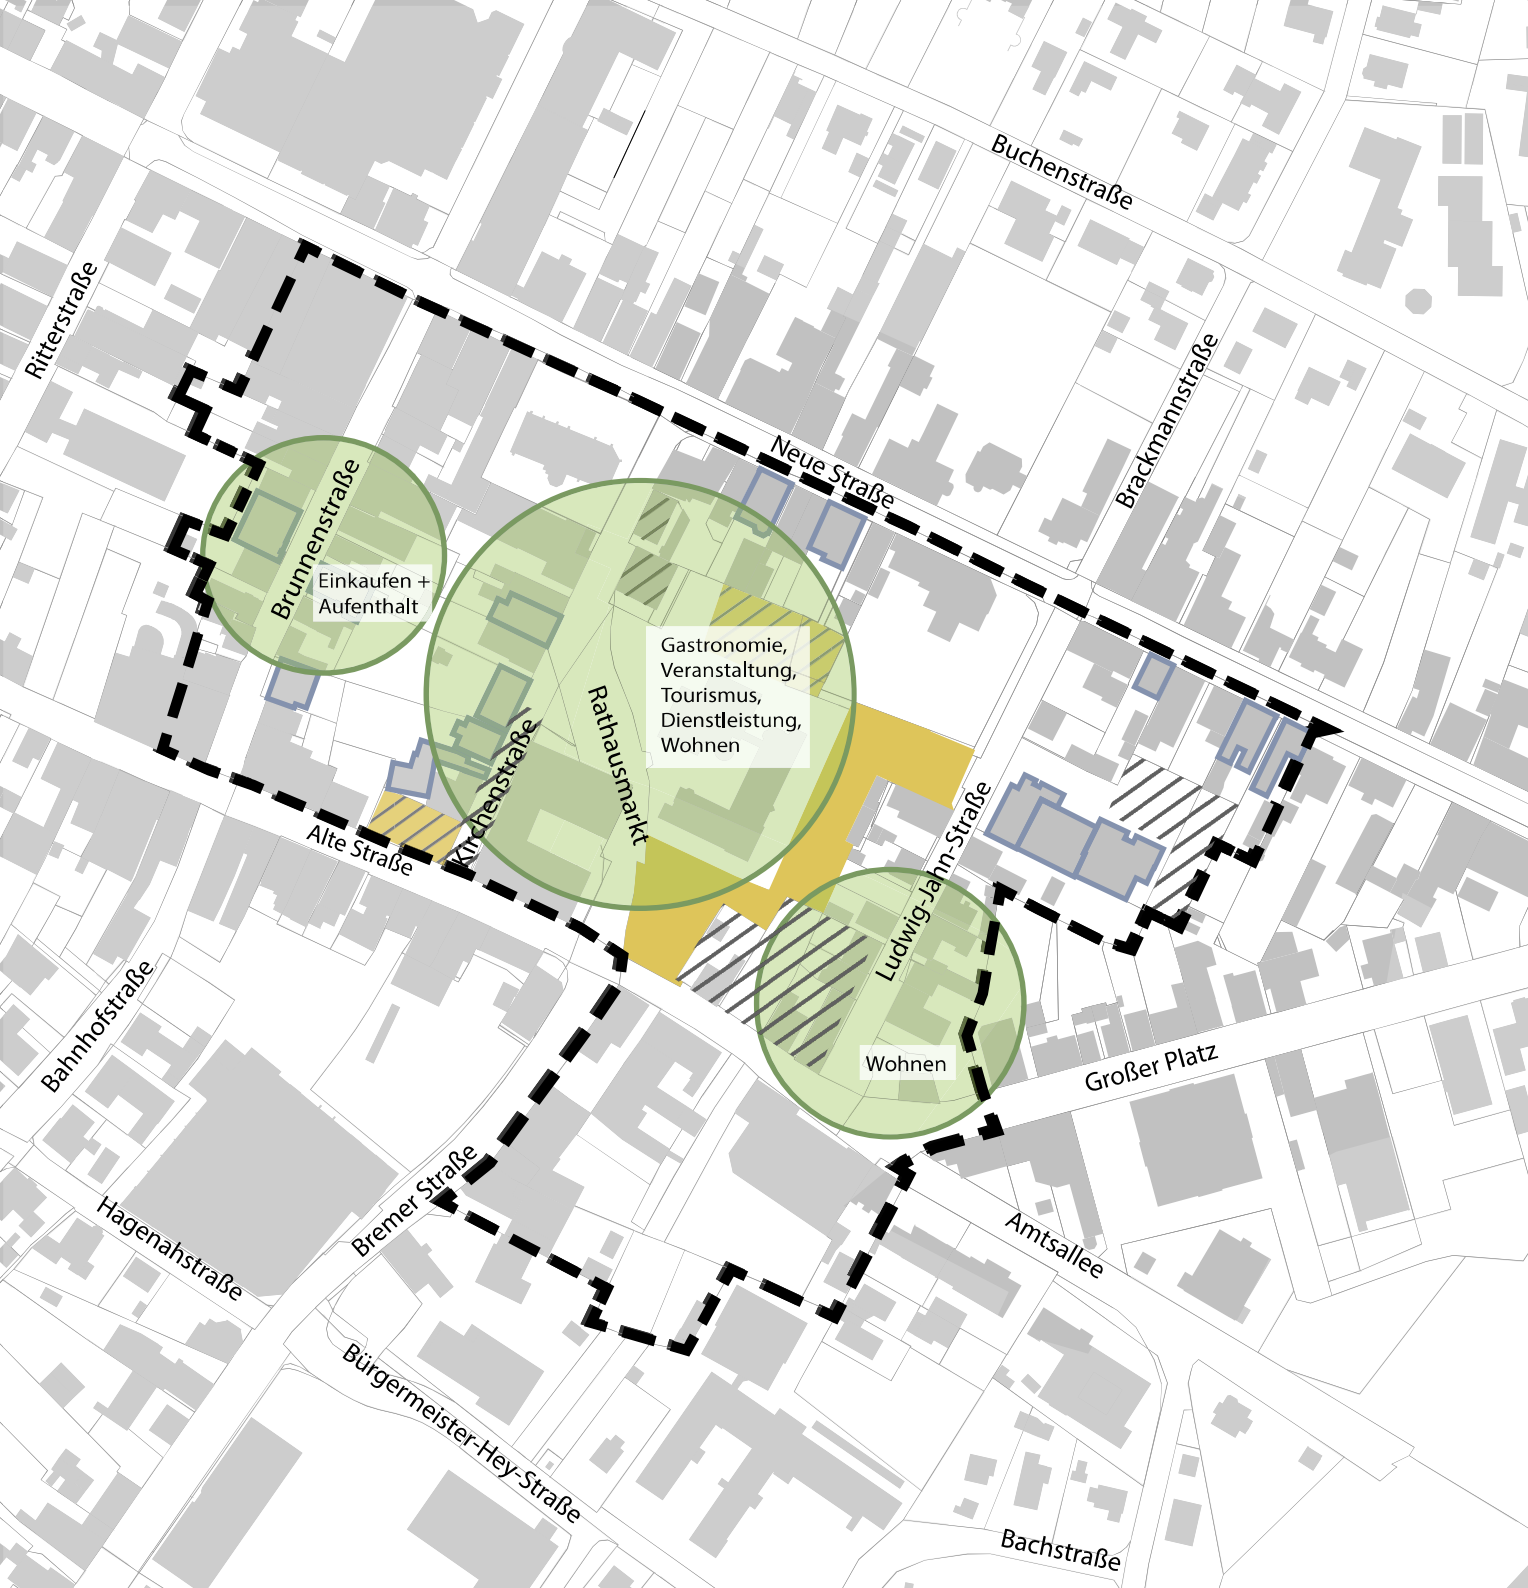 Buchenstraße
Ritterstraße
Brackmannstraße
Neue Straße
Brunnenstraße
Einkaufen +
Aufenthalt
Gastronomie,
Veranstaltung,
Tourismus,
Dienstleistung,
Wohnen
Rathausmarkt
Kirchenstraße
Ludwig-Jahn-Straße
Alte Straße
Bahnhofstraße
Wohnen
Großer Platz
Bremer Straße
Hagenahstraße
Amtsallee
Bürgermeister-Hey-Straße
Bachstraße